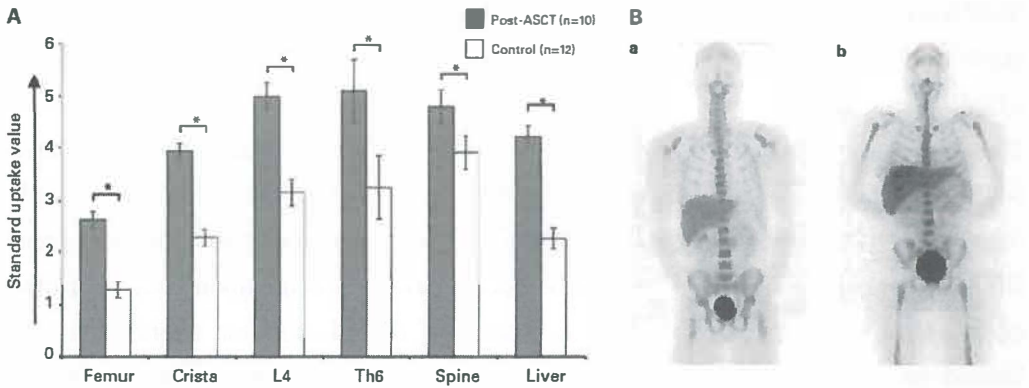 A
Post-ASCT (n=10)
Control (n=12)
Standard uptake value
6
5
4
3
2
1
0
*
*
*
*
*
*
Femur Crista L4 Th6 Spine Liver
B
a b